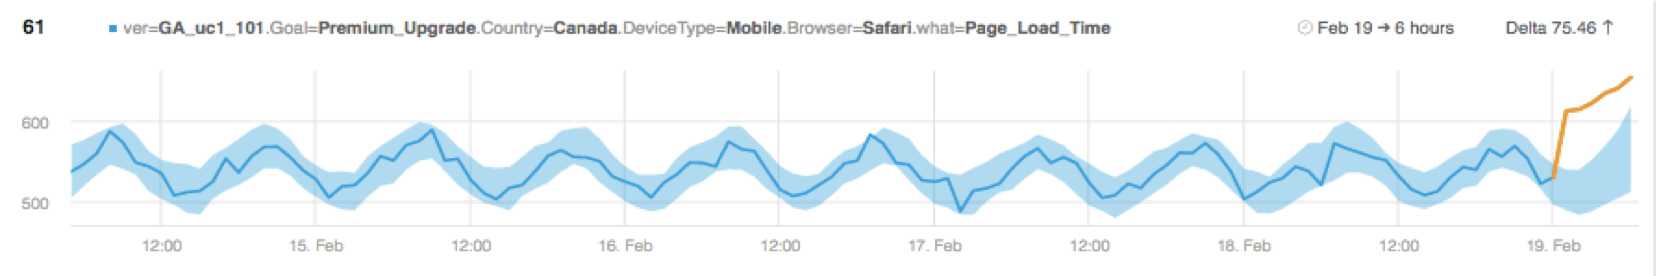 61 ver=GA_uc1_101.Goal=Premium_Upgrade.Country=Canada.DeviceType=Mobile.Browser=Safari.what=Page_Load_Time Feb 19 → 6 hours Delta 75.46 ↑
600
500
12:00 15. Feb 12:00 16. Feb 12:00 17. Feb 12:00 18. Feb 12:00 19. Feb